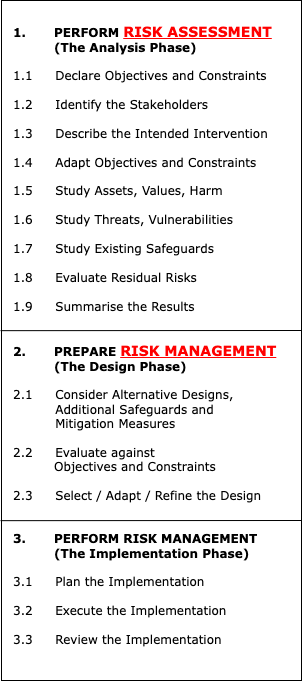 1. PERFORM RISK ASSESSMENT
(The Analysis Phase)
1.1 Declare Objectives and Constraints
1.2 Identify the Stakeholders
1.3 Describe the Intended Intervention
1.4 Adapt Objectives and Constraints
1.5 Study Assets, Values, Harm
1.6 Study Threats, Vulnerabilities
1.7 Study Existing Safeguards
1.8 Evaluate Residual Risks
1.9 Summarise the Results
2. PREPARE RISK MANAGEMENT
(The Design Phase)
2.1 Consider Alternative Designs,
Additional Safeguards and
Mitigation Measures
2.2 Evaluate against
Objectives and Constraints
2.3 Select / Adapt / Refine the Design
3. PERFORM RISK MANAGEMENT
(The Implementation Phase)
3.1 Plan the Implementation
3.2 Execute the Implementation
3.3 Review the Implementation